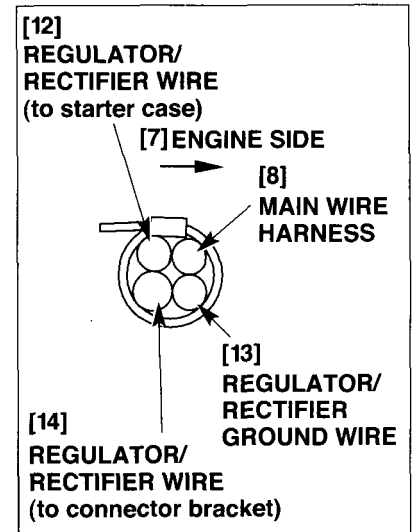 [12]
REGULATOR/
RECTIFIER WIRE
(to starter case)
[7] ENGINE SIDE
[8]
MAIN WIRE
HARNESS
[13]
REGULATOR/
RECTIFIER
GROUND WIRE
[14]
REGULATOR/
RECTIFIER WIRE
(to connector bracket)